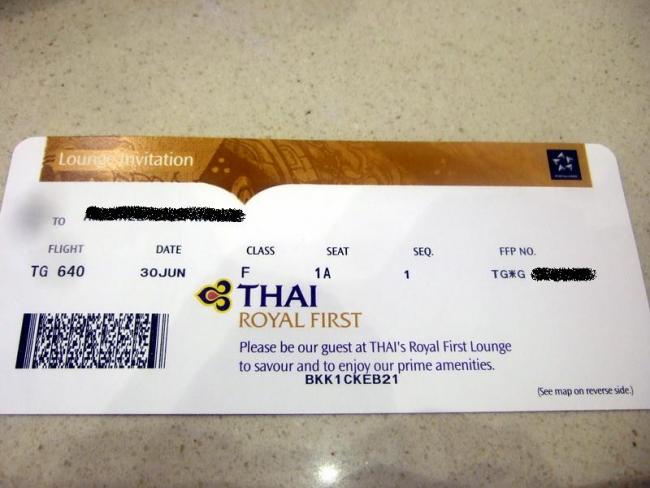 Lounge Invitation
TO
FLIGHT DATE CLASS SEAT SEQ. FFP NO.
TG 640 30JUN F 1A 1 TG*G
THAI
ROYAL FIRST
Please be our guest at THAI's Royal First Lounge
to savour and to enjoy our prime amenities.
BKK1CKEB21
(See map on reverse side.)